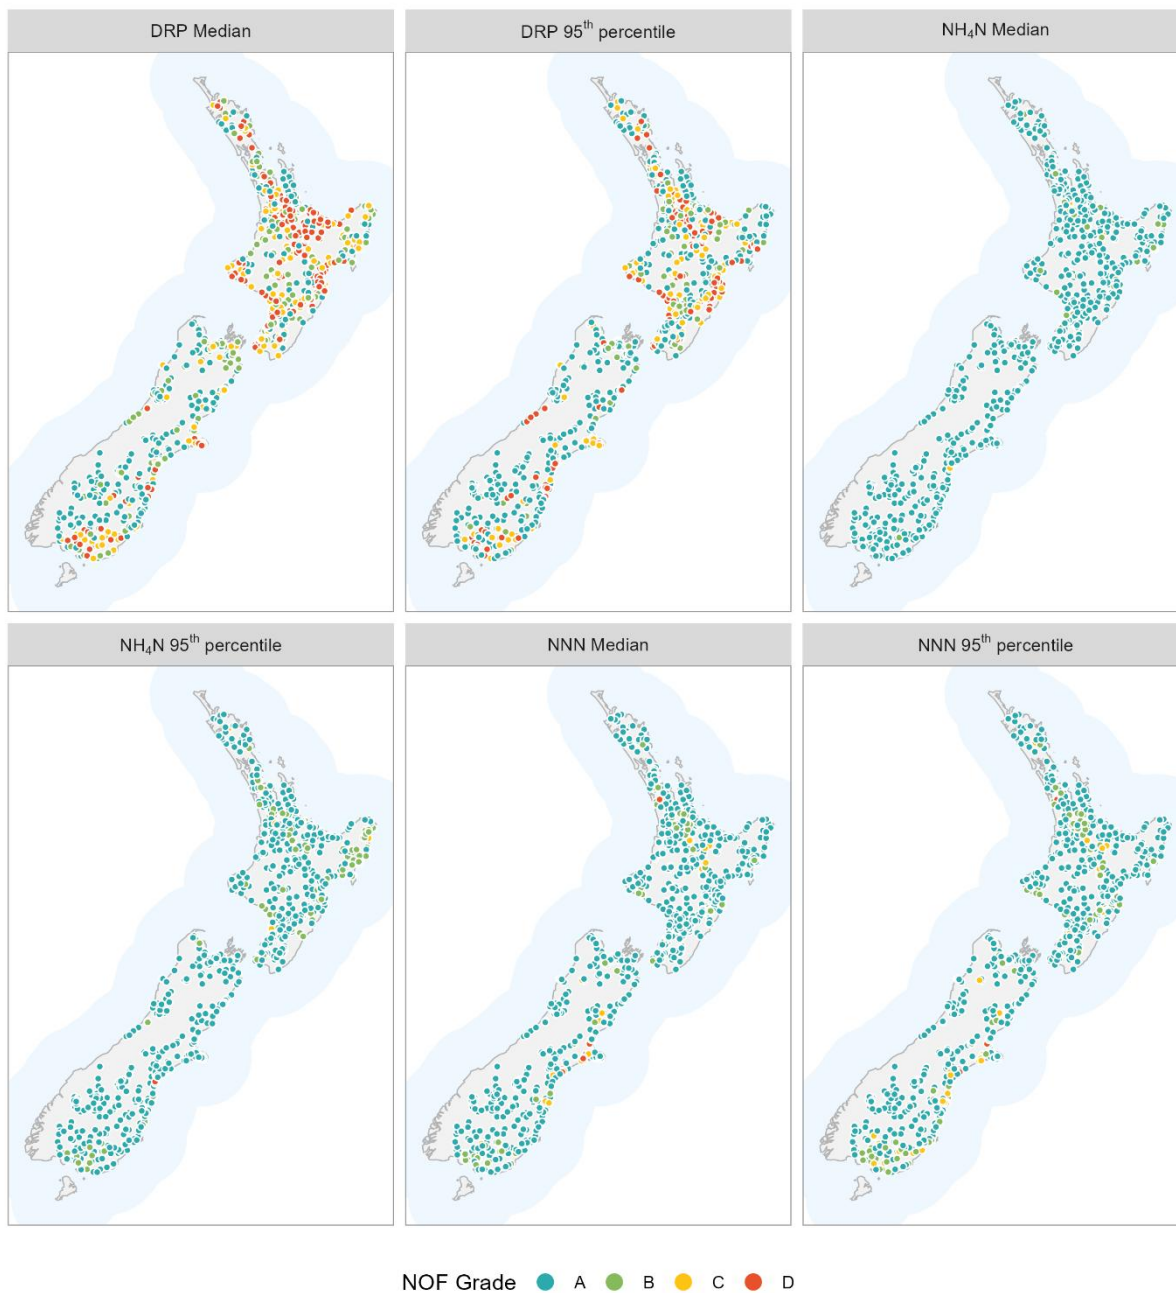 DRP Median
DRP 95th percentile
NH₄N Median
NH₄N 95th percentile
NNN Median
NNN 95th percentile
NOF Grade A B C D